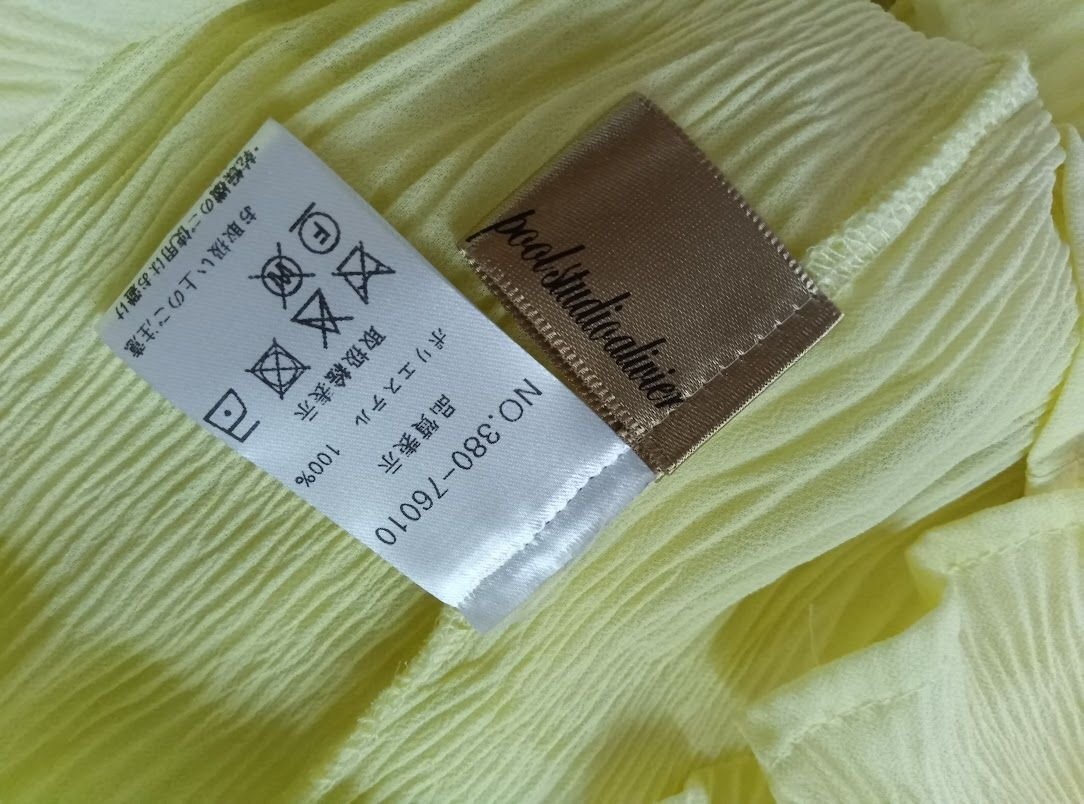 pool studio alivier
NO.380-76010
品質表示
ポリエステル 100%
取扱絵表示
F
W
お取扱い上のご注意
・乾燥機のご使用はお避け